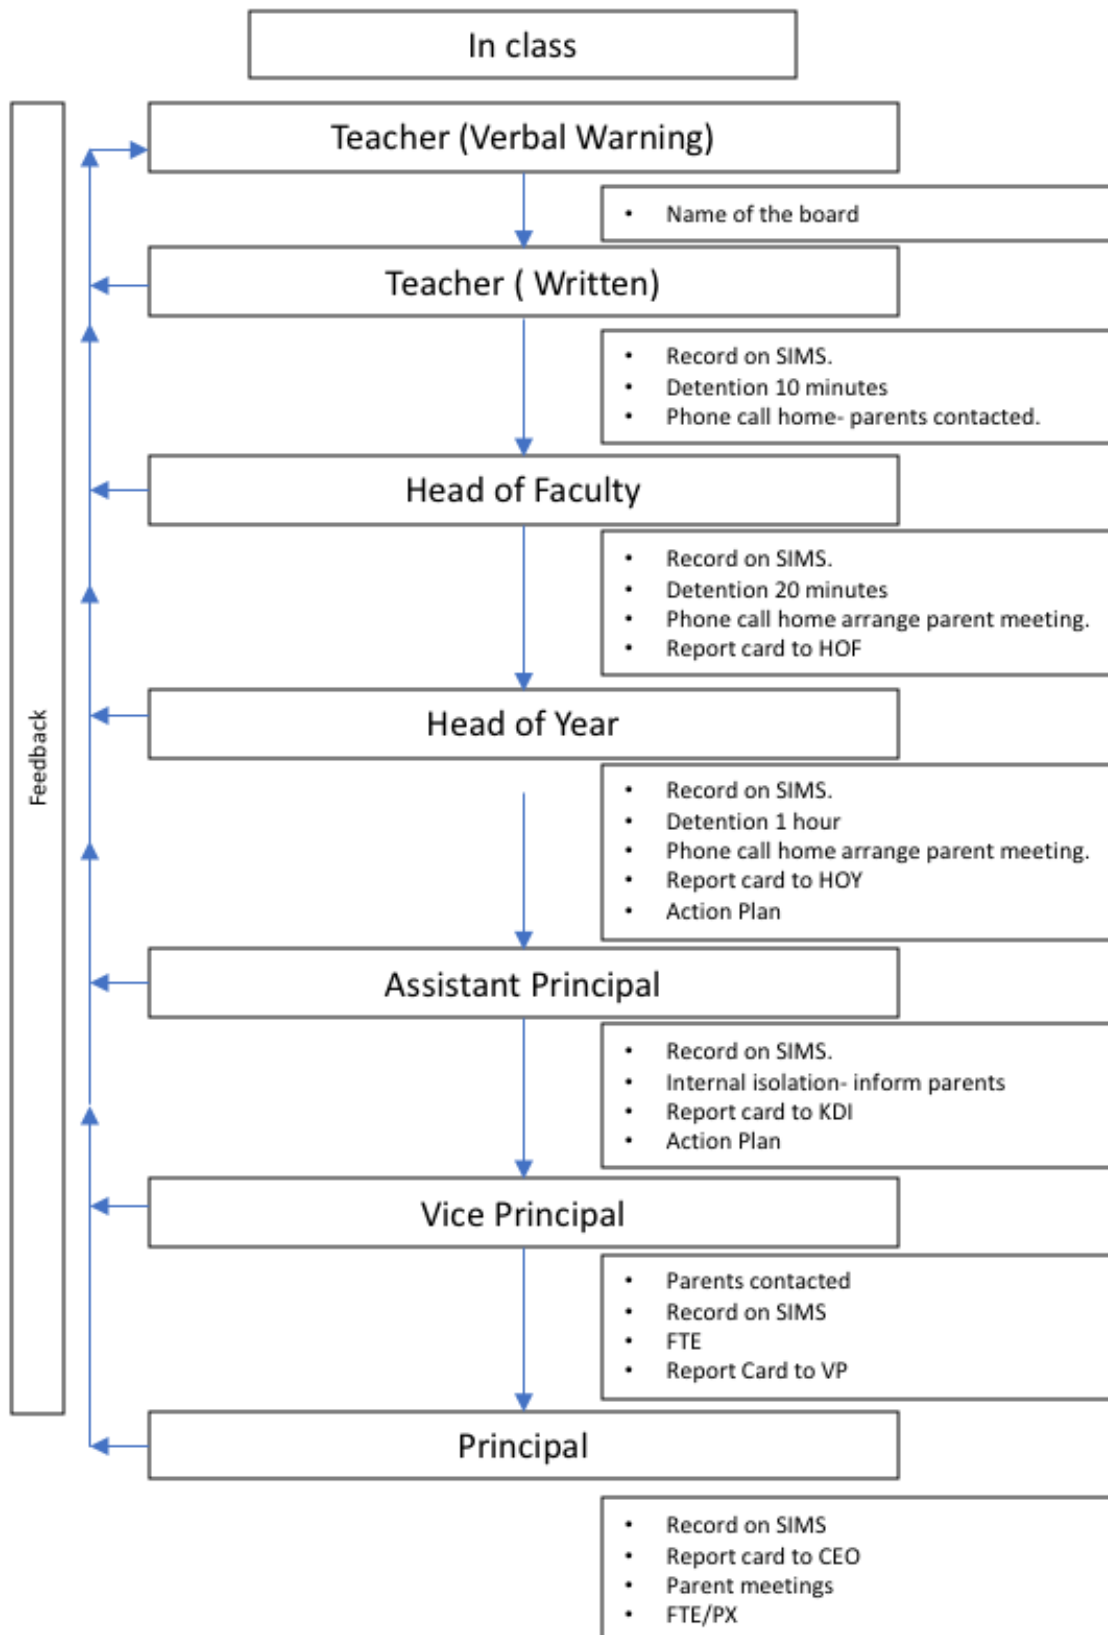 In class
Feedback
Teacher (Verbal Warning)
• Name of the board
Teacher ( Written)
• Record on SIMS.
• Detention 10 minutes
• Phone call home- parents contacted.
Head of Faculty
• Record on SIMS.
• Detention 20 minutes
• Phone call home arrange parent meeting.
• Report card to HOF
Head of Year
• Record on SIMS.
• Detention 1 hour
• Phone call home arrange parent meeting.
• Report card to HOY
• Action Plan
Assistant Principal
• Record on SIMS.
• Internal isolation- inform parents
• Report card to KDI
• Action Plan
Vice Principal
• Parents contacted
• Record on SIMS
• FTE
• Report Card to VP
Principal
• Record on SIMS
• Report card to CEO
• Parent meetings
• FTE/PX